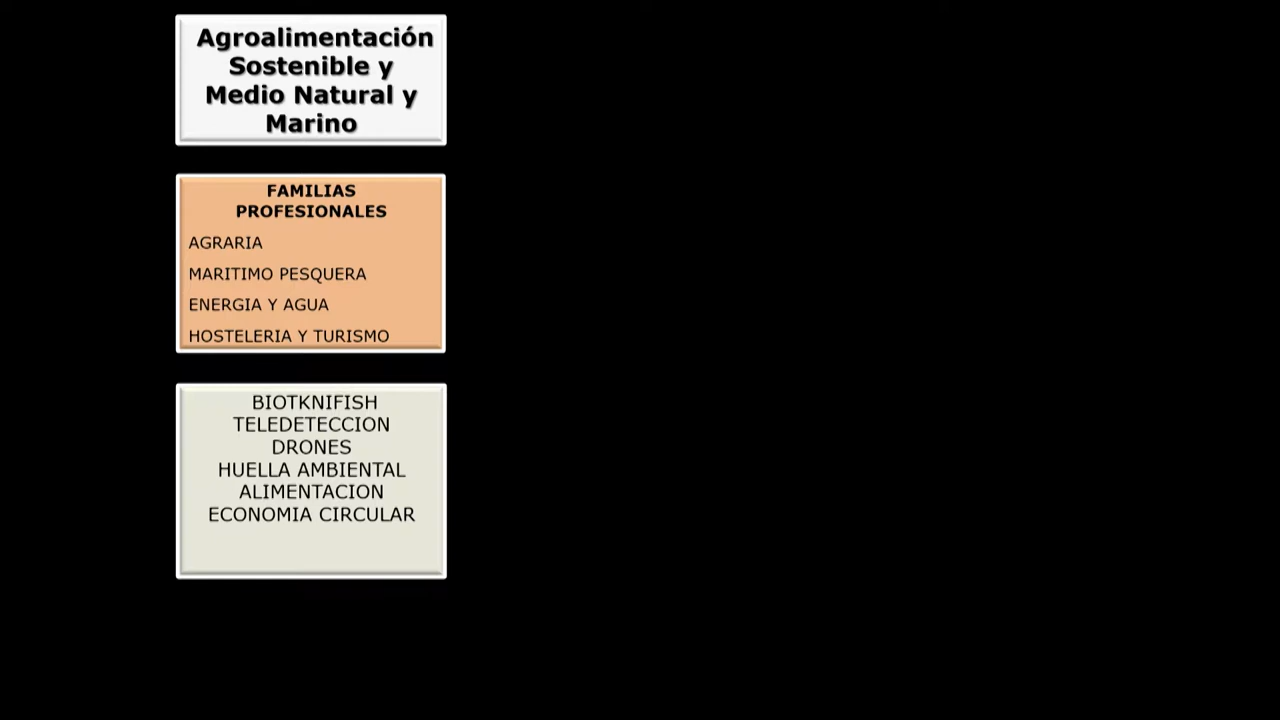 Agroalimentación
Sostenible y
Medio Natural y
Marino
FAMILIAS
PROFESIONALES
AGRARIA
MARITIMO PESQUERA
ENERGIA Y AGUA
HOSTELERIA Y TURISMO
BIOTKNIFISH
TELEDETECCION
DRONES
HUELLA AMBIENTAL
ALIMENTACION
ECONOMIA CIRCULAR